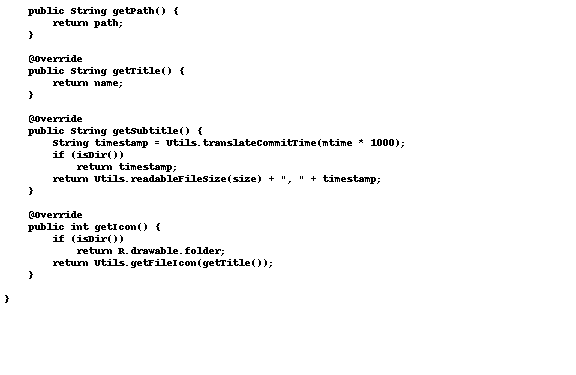 public String getPath() {
        return path;
    }

    @Override
    public String getTitle() {
        return name;
    }

    @Override
    public String getSubtitle() {
        String timestamp = Utils.translateCommitTime(mtime * 1000);
        if (isDir())
            return timestamp;
        return Utils.readableFileSize(size) + ", " + timestamp;
    }

    @Override
    public int getIcon() {
        if (isDir())
            return R.drawable.folder;
        return Utils.getFileIcon(getTitle());
    }

}